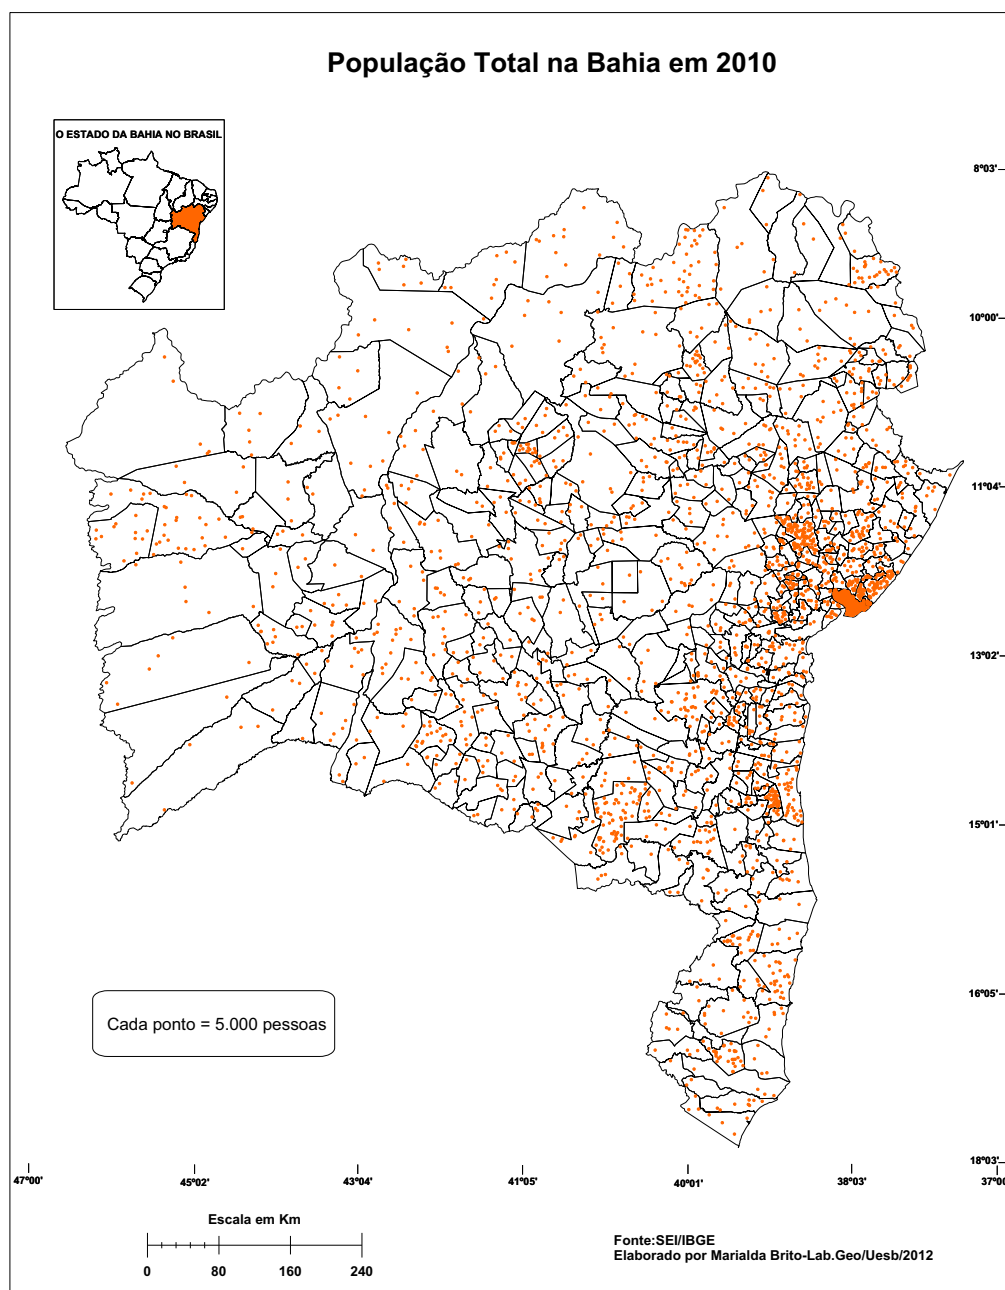 População Total na Bahia em 2010
O ESTADO DA BAHIA NO BRASIL
8º03'
10º00'
11º04'
13º02'
15º01'
16º05'
18º03'
Cada ponto = 5.000 pessoas
47º00'
45º02'
43º04'
41º05'
40º01'
38º03'
37º00'
Escala em Km
0 80 160 240
Fonte:SEI/IBGE
Elaborado por Marialda Brito-Lab.Geo/Uesb/2012